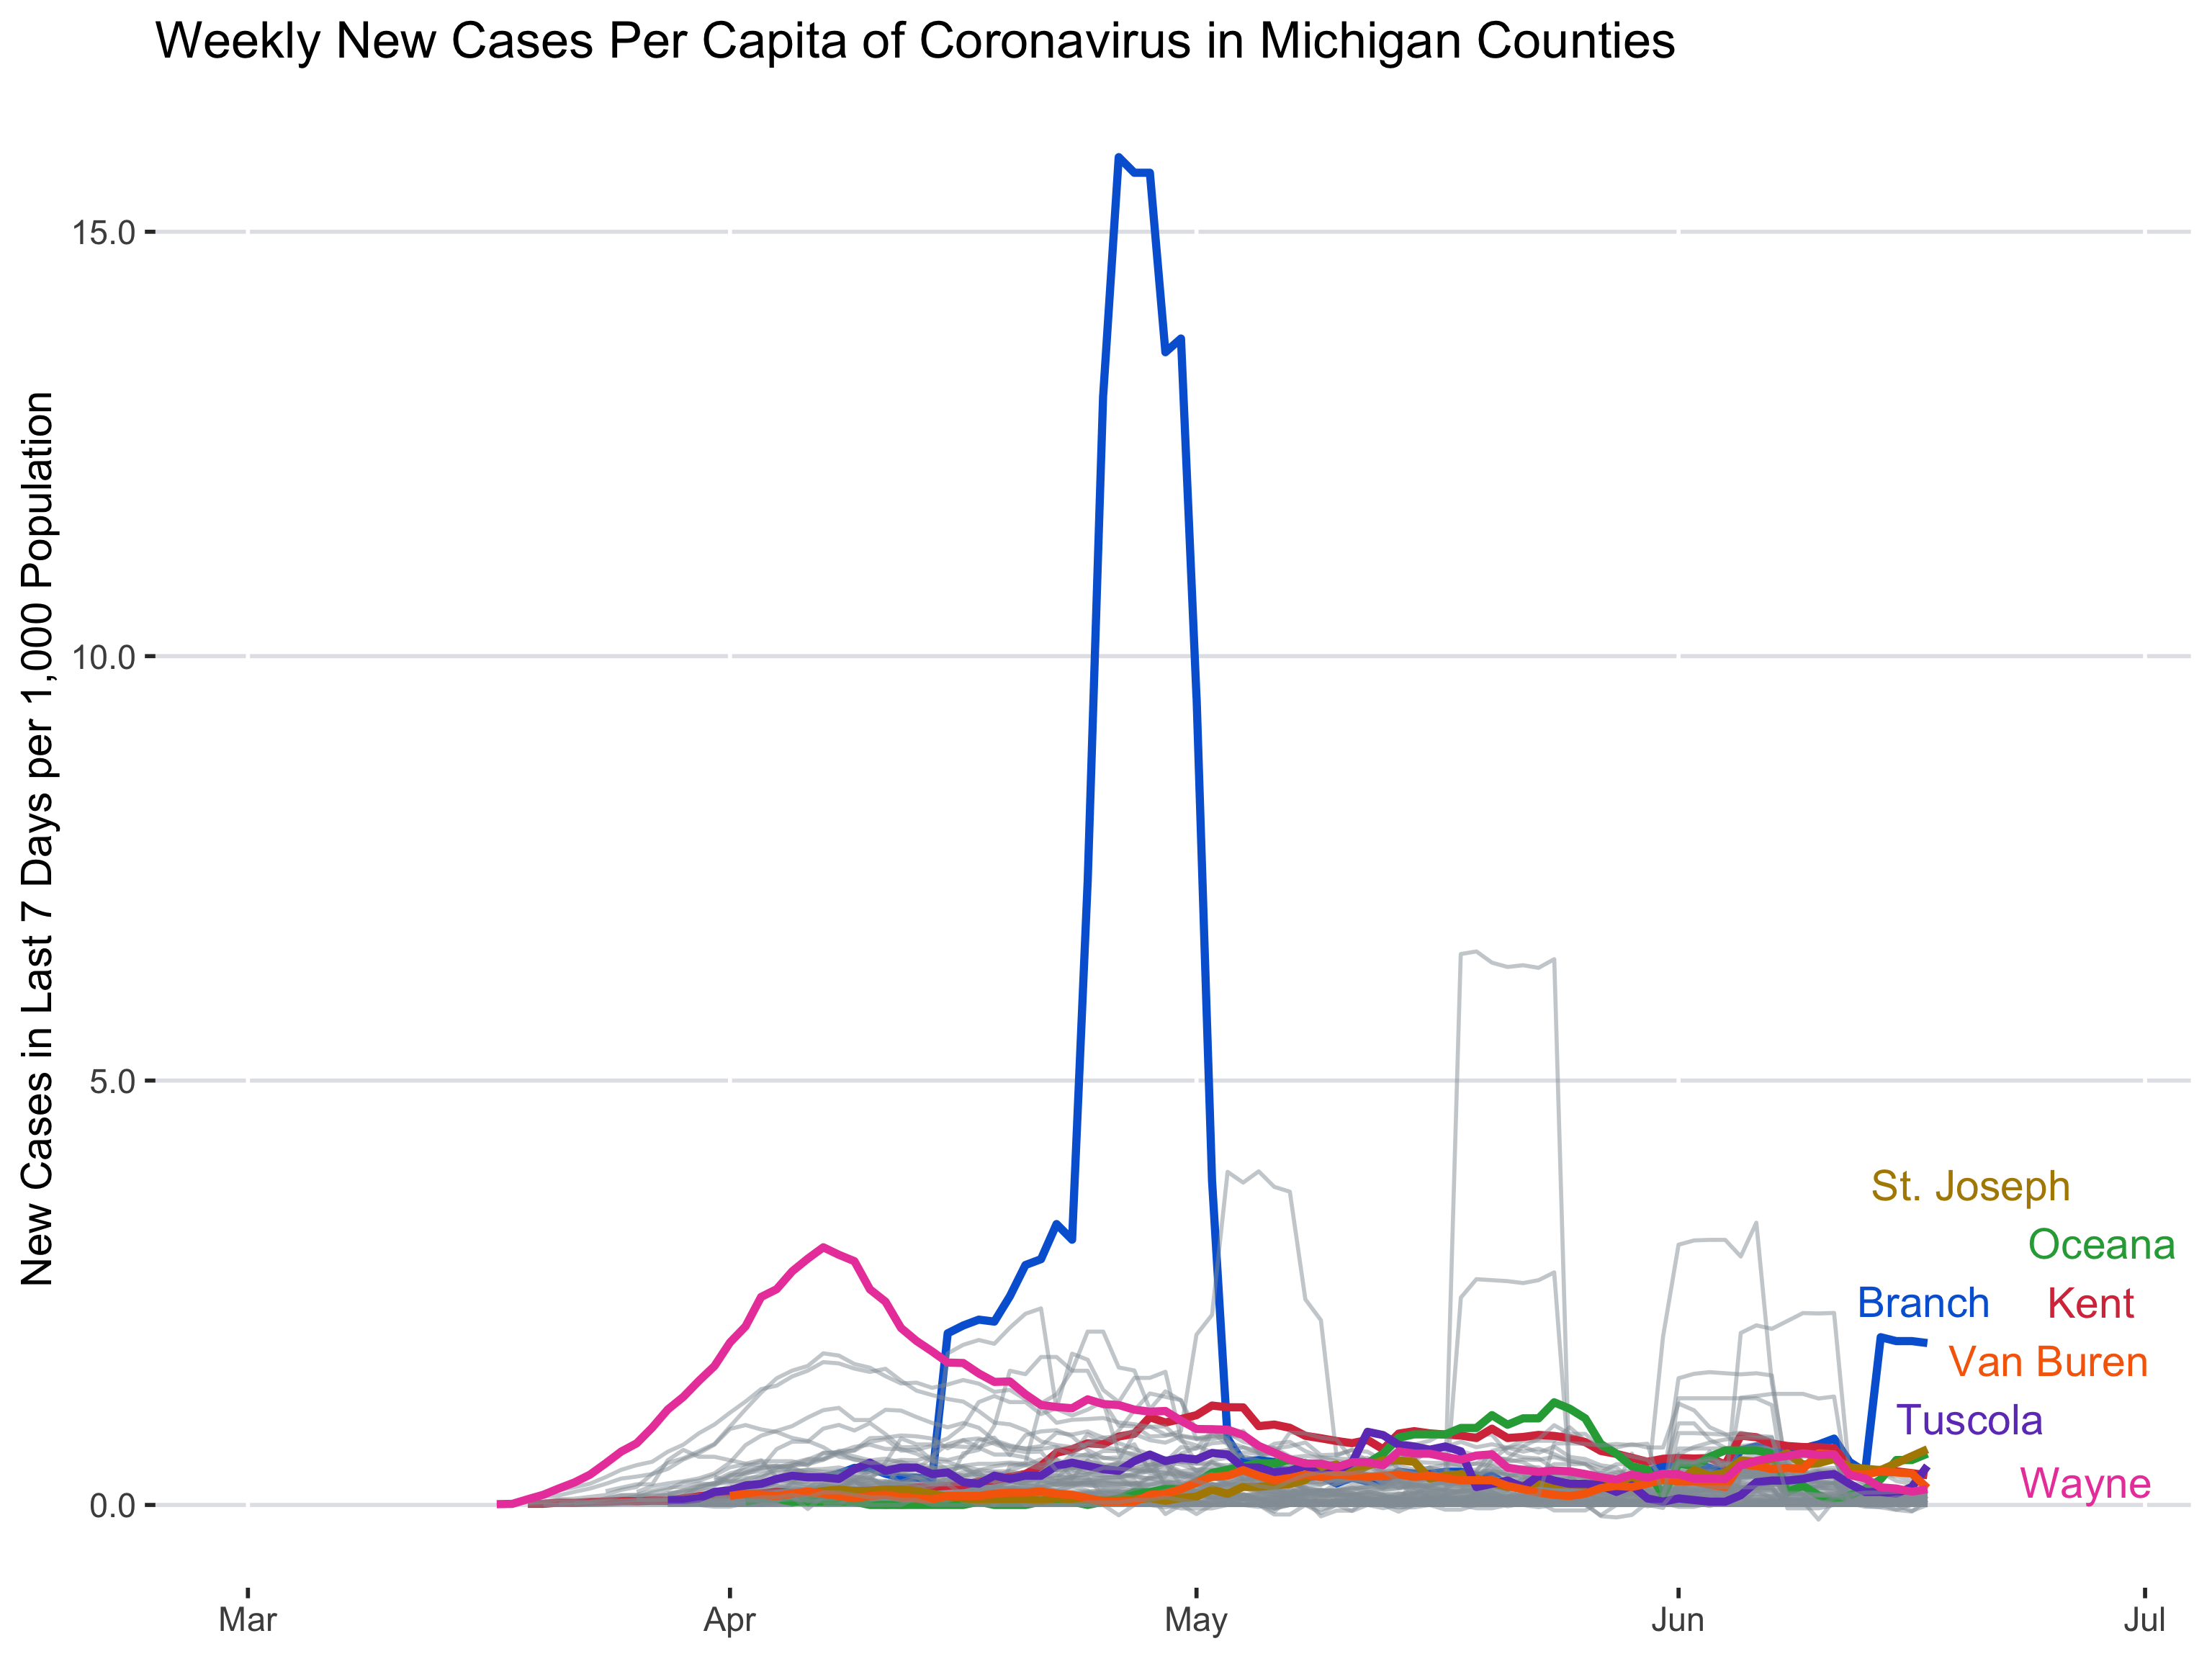 Weekly New Cases Per Capita of Coronavirus in Michigan Counties
New Cases in Last 7 Days per 1,000 Population
15.0
10.0
5.0
0.0
St. Joseph
Oceana
Branch
Kent
Van Buren
Tuscola
Wayne
Mar
Apr
May
Jun
Jul